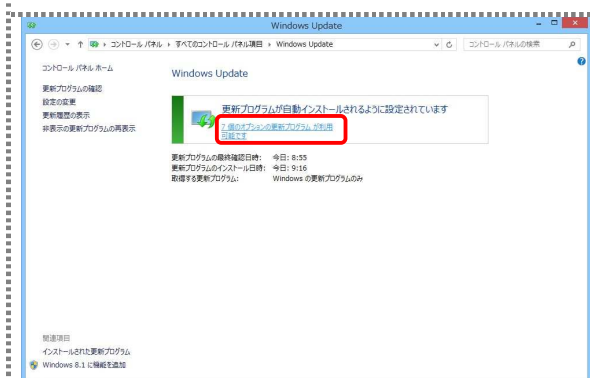 Windows Update
コントロール パネル ▸ すべてのコントロール パネル項目 ▸ Windows Update
コントロール パネルの検索
コントロール パネル ホーム
更新プログラムの確認
設定の変更
更新履歴の表示
非表示の更新プログラムの再表示
Windows Update
更新プログラムが自動インストールされるように設定されています
7 個のオプションの更新プログラム が利用
可能です
更新プログラムの最終確認日時: 今日: 8:55
更新プログラムのインストール日時: 今日: 9:16
取得する更新プログラム: Windows の更新プログラムのみ
関連項目
インストールされた更新プログラム
Windows 8.1 に機能を追加